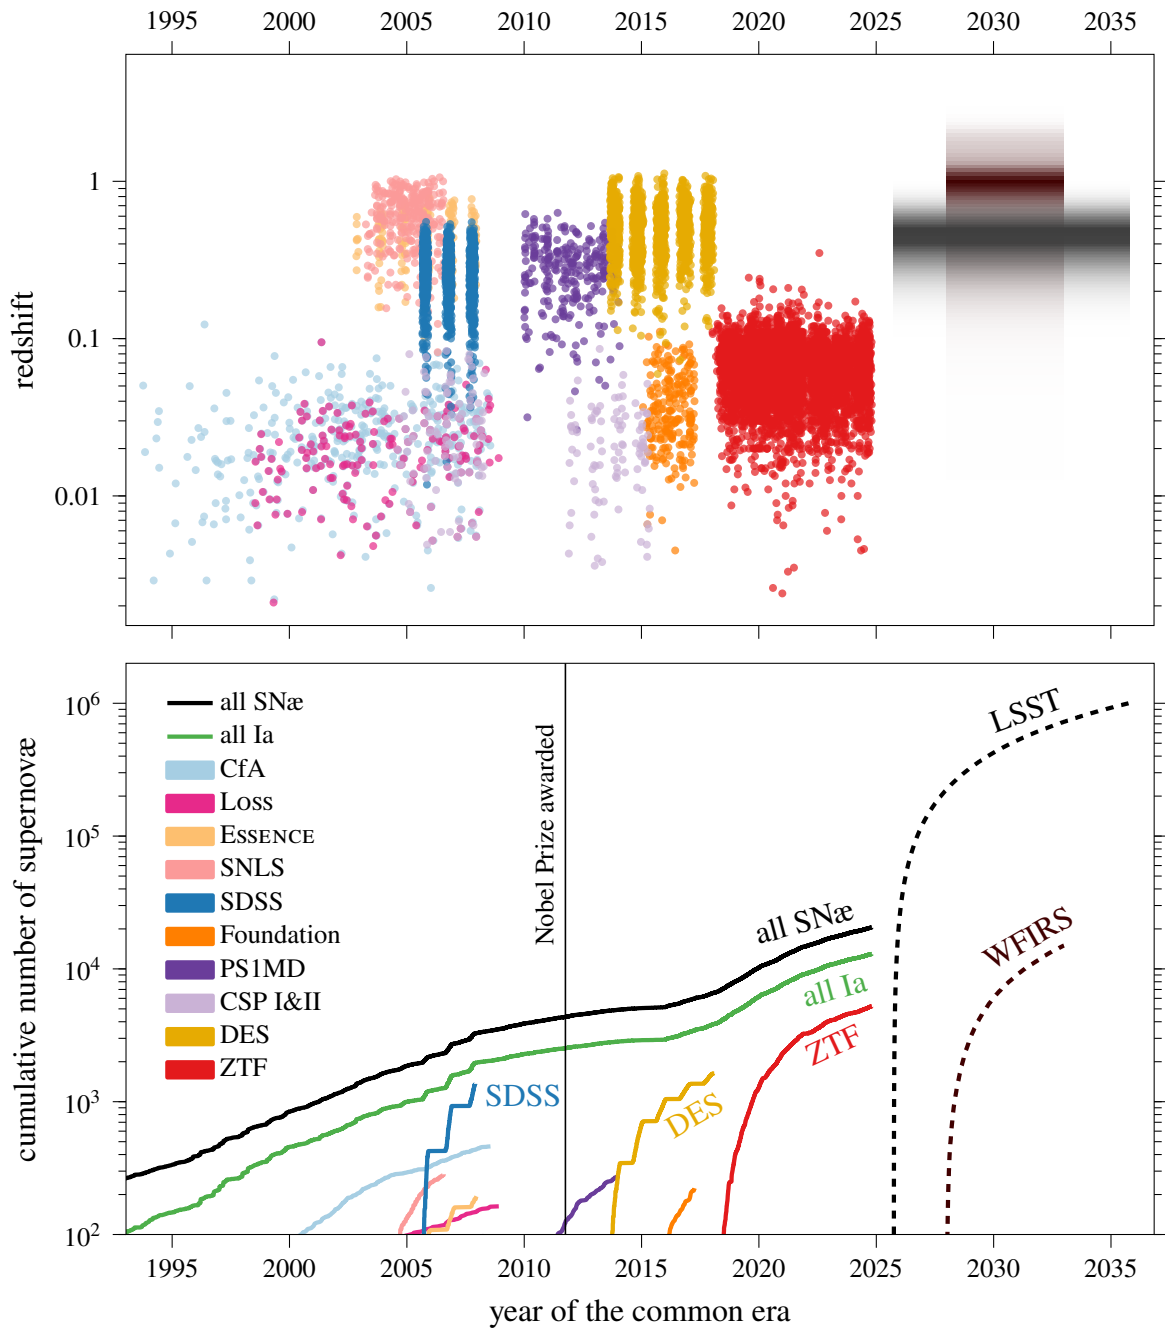 1995 2000 2005 2010 2015 2020 2025 2030 2035
redshift
1
0.1
0.01
10⁶
10⁵
10⁴
10³
10²
cumulative number of supernovæ
all SNæ
all Ia
CfA
Loss
ESSENCE
SNLS
SDSS
Foundation
PS1MD
CSP I&II
DES
ZTF
Nobel Prize awarded
SDSS
DES
all SNæ
all Ia
ZTF
LSST
WFIRS
1995 2000 2005 2010 2015 2020 2025 2030 2035
year of the common era